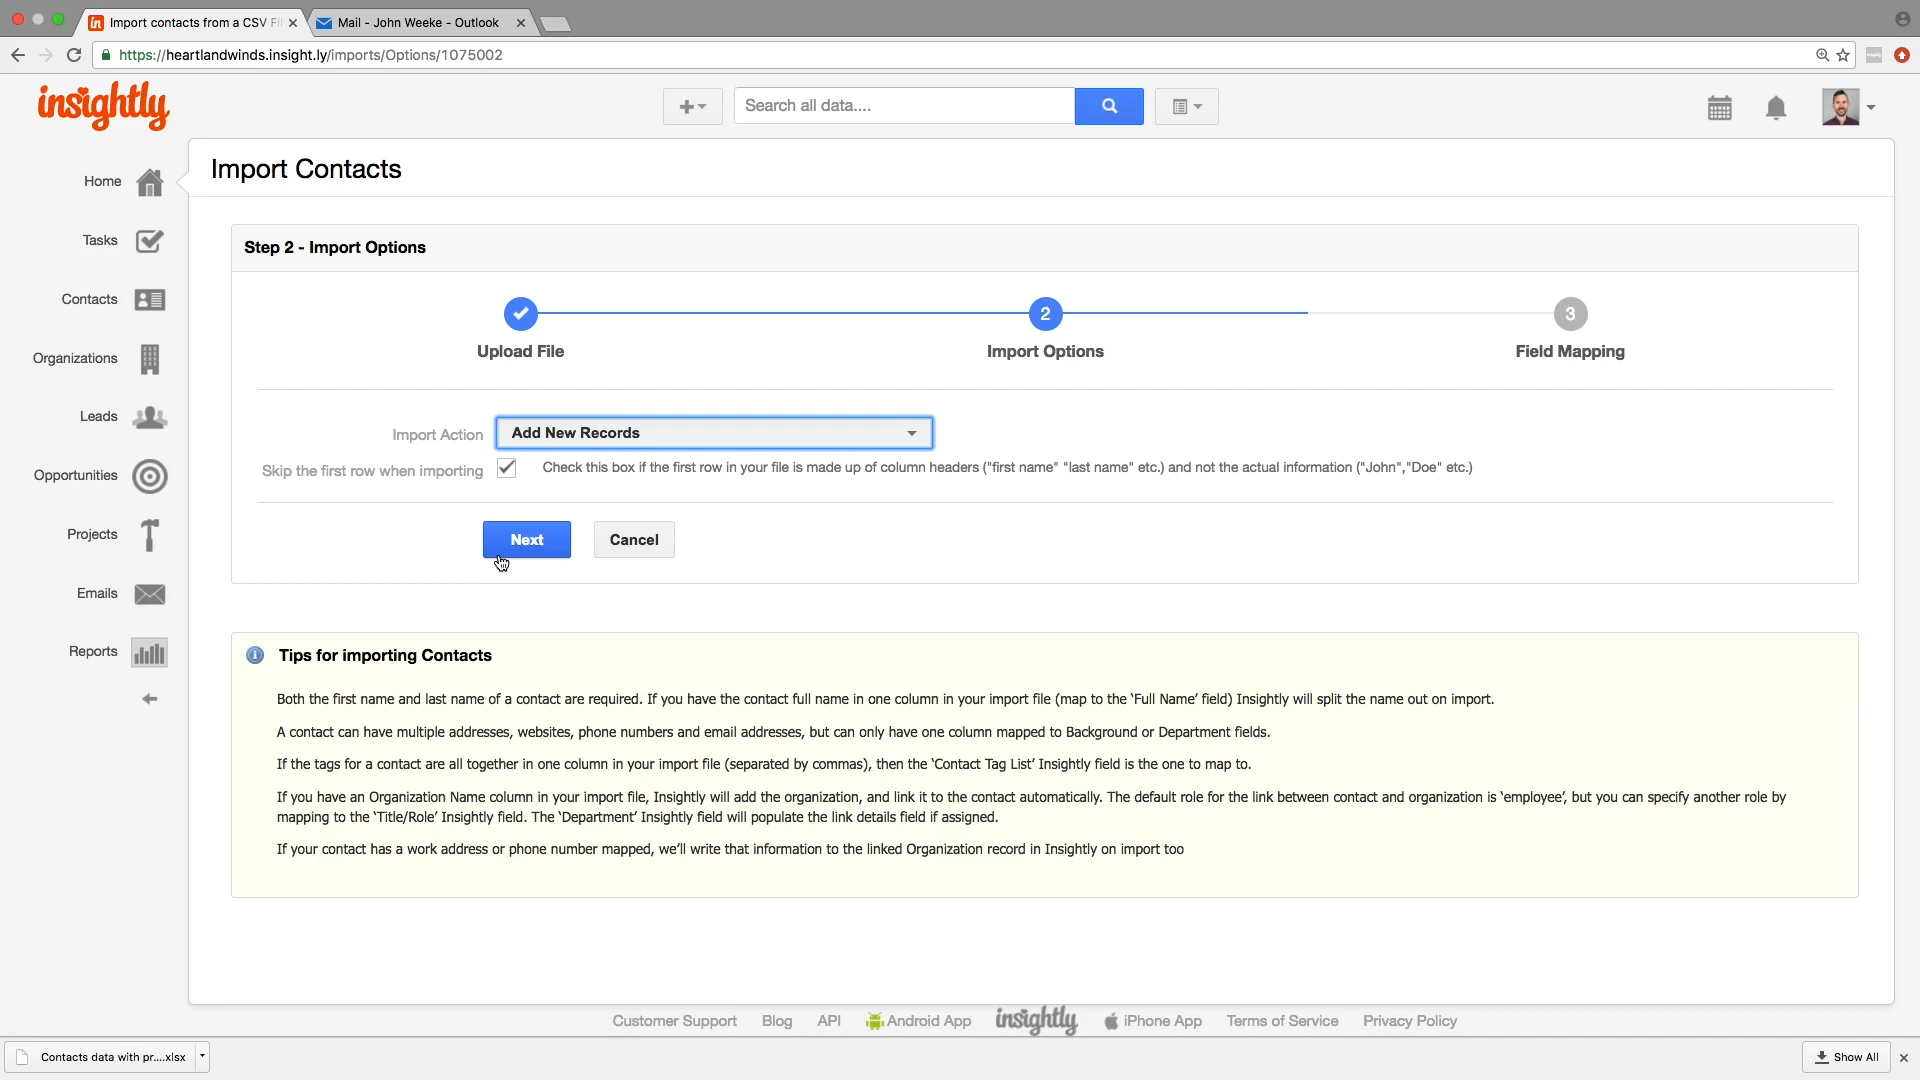 Import contacts from a CSV Fi
Mail - John Weeke - Outlook
https://heartlandwinds.insight.ly/imports/Options/1075002
insightly
Search all data....
Home
Tasks
Contacts
Organizations
Leads
Opportunities
Projects
Emails
Reports
Import Contacts
Step 2 - Import Options
2
3
Upload File
Import Options
Field Mapping
Import Action
Add New Records
Skip the first row when importing
Check this box if the first row in your file is made up of column headers ("first name" "last name" etc.) and not the actual information ("John","Doe" etc.)
Next
Cancel
Tips for importing Contacts
Both the first name and last name of a contact are required. If you have the contact full name in one column in your import file (map to the ‘Full Name’ field) Insightly will split the name out on import.
A contact can have multiple addresses, websites, phone numbers and email addresses, but can only have one column mapped to Background or Department fields.
If the tags for a contact are all together in one column in your import file (separated by commas), then the ‘Contact Tag List’ Insightly field is the one to map to.
If you have an Organization Name column in your import file, Insightly will add the organization, and link it to the contact automatically. The default role for the link between contact and organization is ‘employee’, but you can specify another role by
mapping to the ‘Title/Role’ Insightly field. The ‘Department’ Insightly field will populate the link details field if assigned.
If your contact has a work address or phone number mapped, we’ll write that information to the linked Organization record in Insightly on import too
Customer Support
Blog
API
Android App
insightly
iPhone App
Terms of Service
Privacy Policy
Contacts data with pr....xlsx
Show All